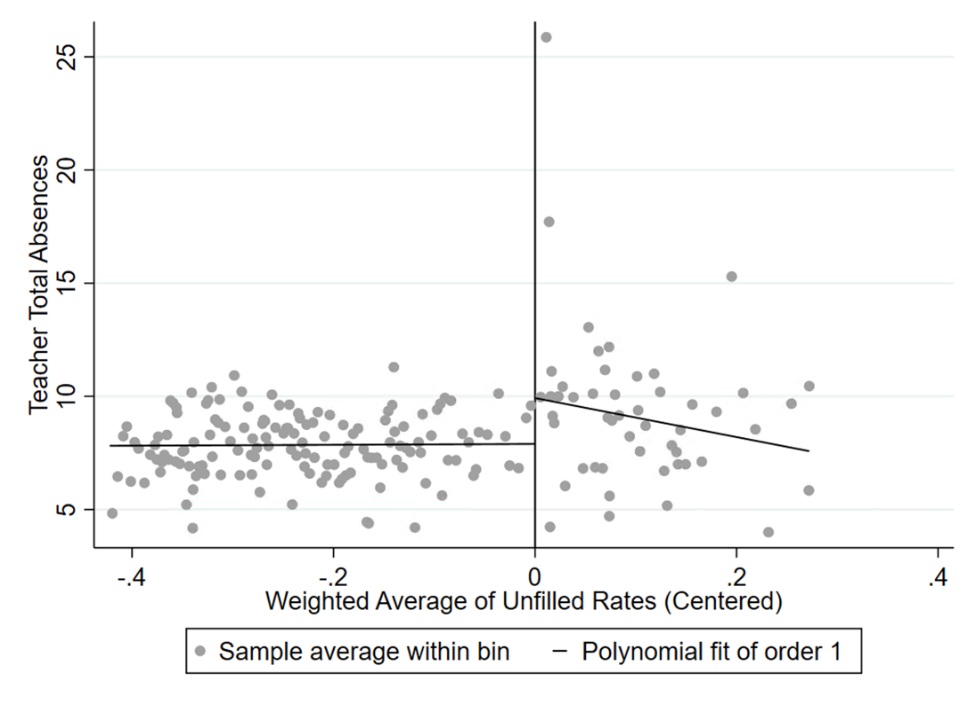 25
20
15
10
5
Teacher Total Absences
-.4 -.2 0 .2 .4
Weighted Average of Unfilled Rates (Centered)
Sample average within bin Polynomial fit of order 1